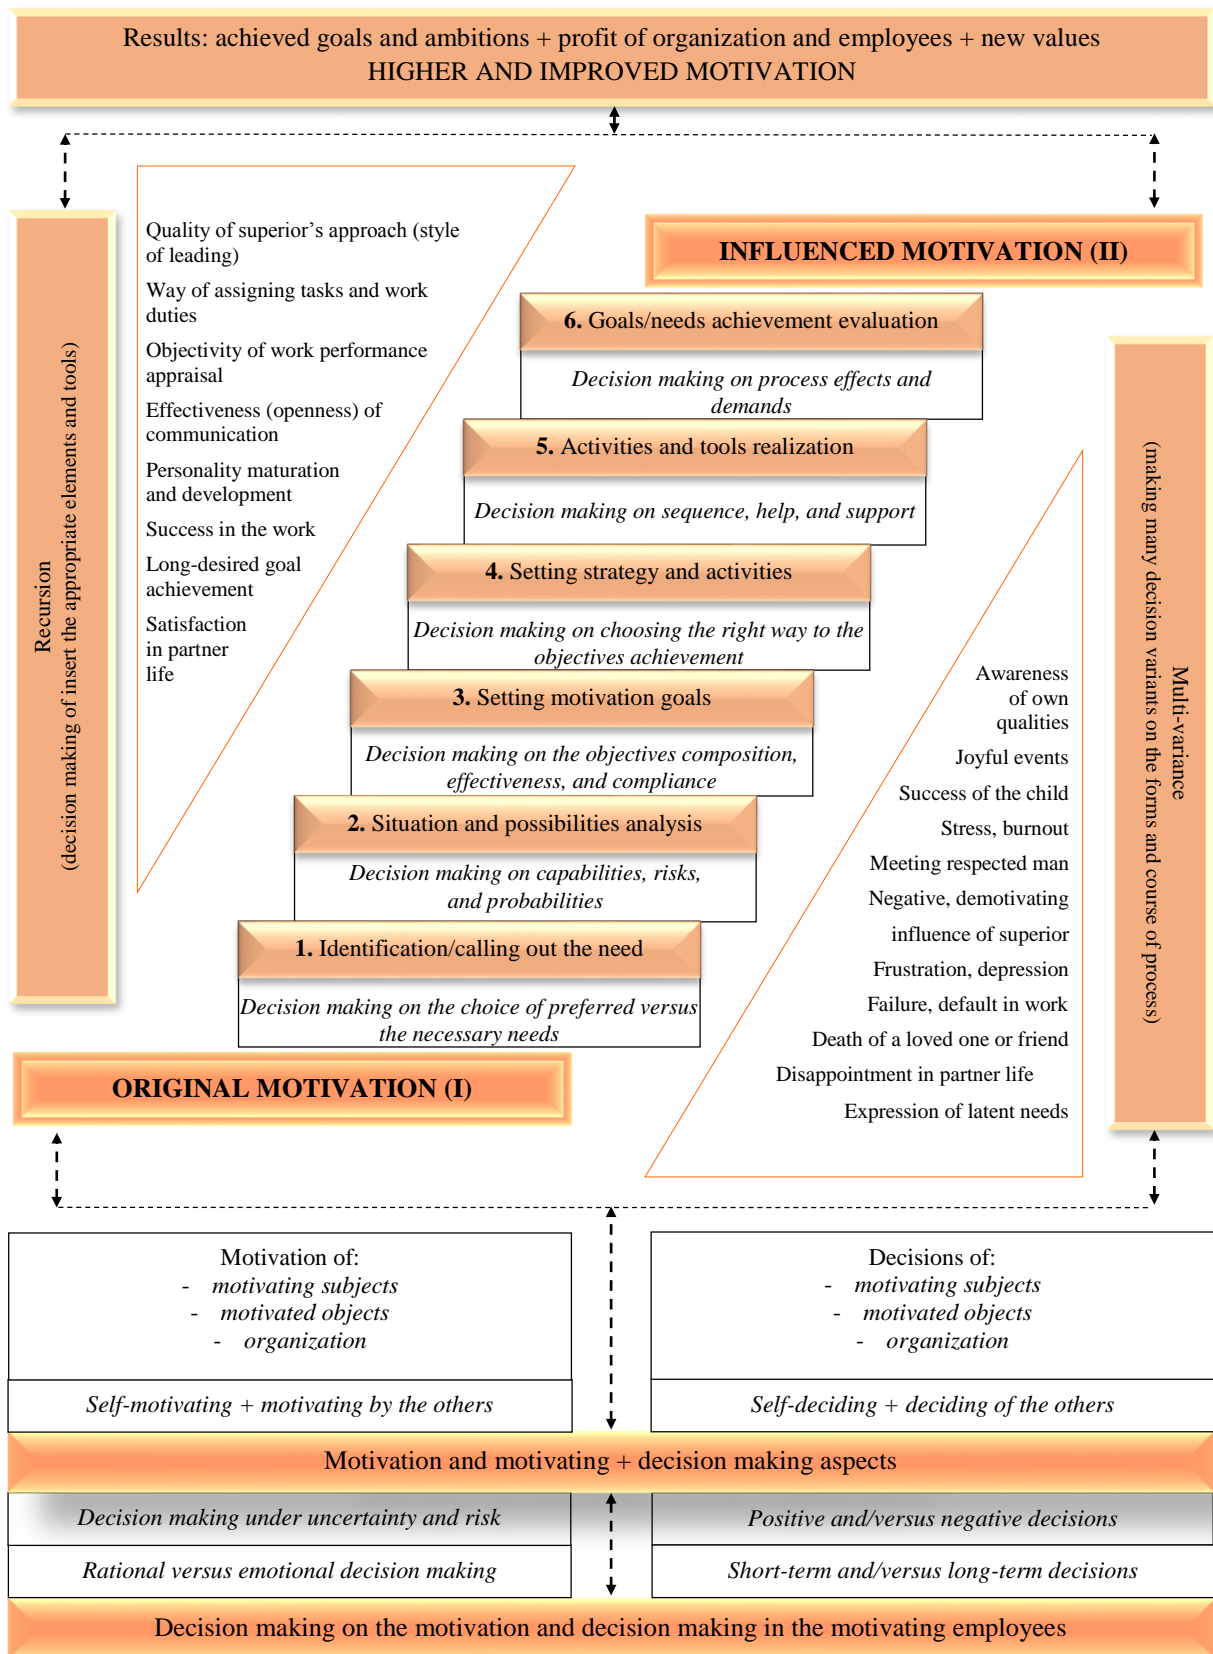 Results: achieved goals and ambitions + profit of organization and employees + new values
HIGHER AND IMPROVED MOTIVATION
Recursion
(decision making of insert the appropriate elements and tools)
Quality of superior’s approach (style
of leading)
Way of assigning tasks and work
duties
Objectivity of work performance
appraisal
Effectiveness (openness) of
communication
Personality maturation
and development
Success in the work
Long-desired goal
achievement
Satisfaction
in partner
life
INFLUENCED MOTIVATION (II)
6. Goals/needs achievement evaluation
Decision making on process effects and
demands
5. Activities and tools realization
Decision making on sequence, help, and support
4. Setting strategy and activities
Decision making on choosing the right way to the
objectives achievement
3. Setting motivation goals
Decision making on the objectives composition,
effectiveness, and compliance
2. Situation and possibilities analysis
Decision making on capabilities, risks,
and probabilities
1. Identification/calling out the need
Decision making on the choice of preferred versus
the necessary needs
ORIGINAL MOTIVATION (I)
Awareness
of own
qualities
Joyful events
Success of the child
Stress, burnout
Meeting respected man
Negative, demotivating
influence of superior
Frustration, depression
Failure, default in work
Death of a loved one or friend
Disappointment in partner life
Expression of latent needs
Multi-variance
(making many decision variants on the forms and course of process)
Motivation of:
- motivating subjects
- motivated objects
- organization
Self-motivating + motivating by the others
Decisions of:
- motivating subjects
- motivated objects
- organization
Self-deciding + deciding of the others
Motivation and motivating + decision making aspects
Decision making under uncertainty and risk
Positive and/versus negative decisions
Rational versus emotional decision making
Short-term and/versus long-term decisions
Decision making on the motivation and decision making in the motivating employees